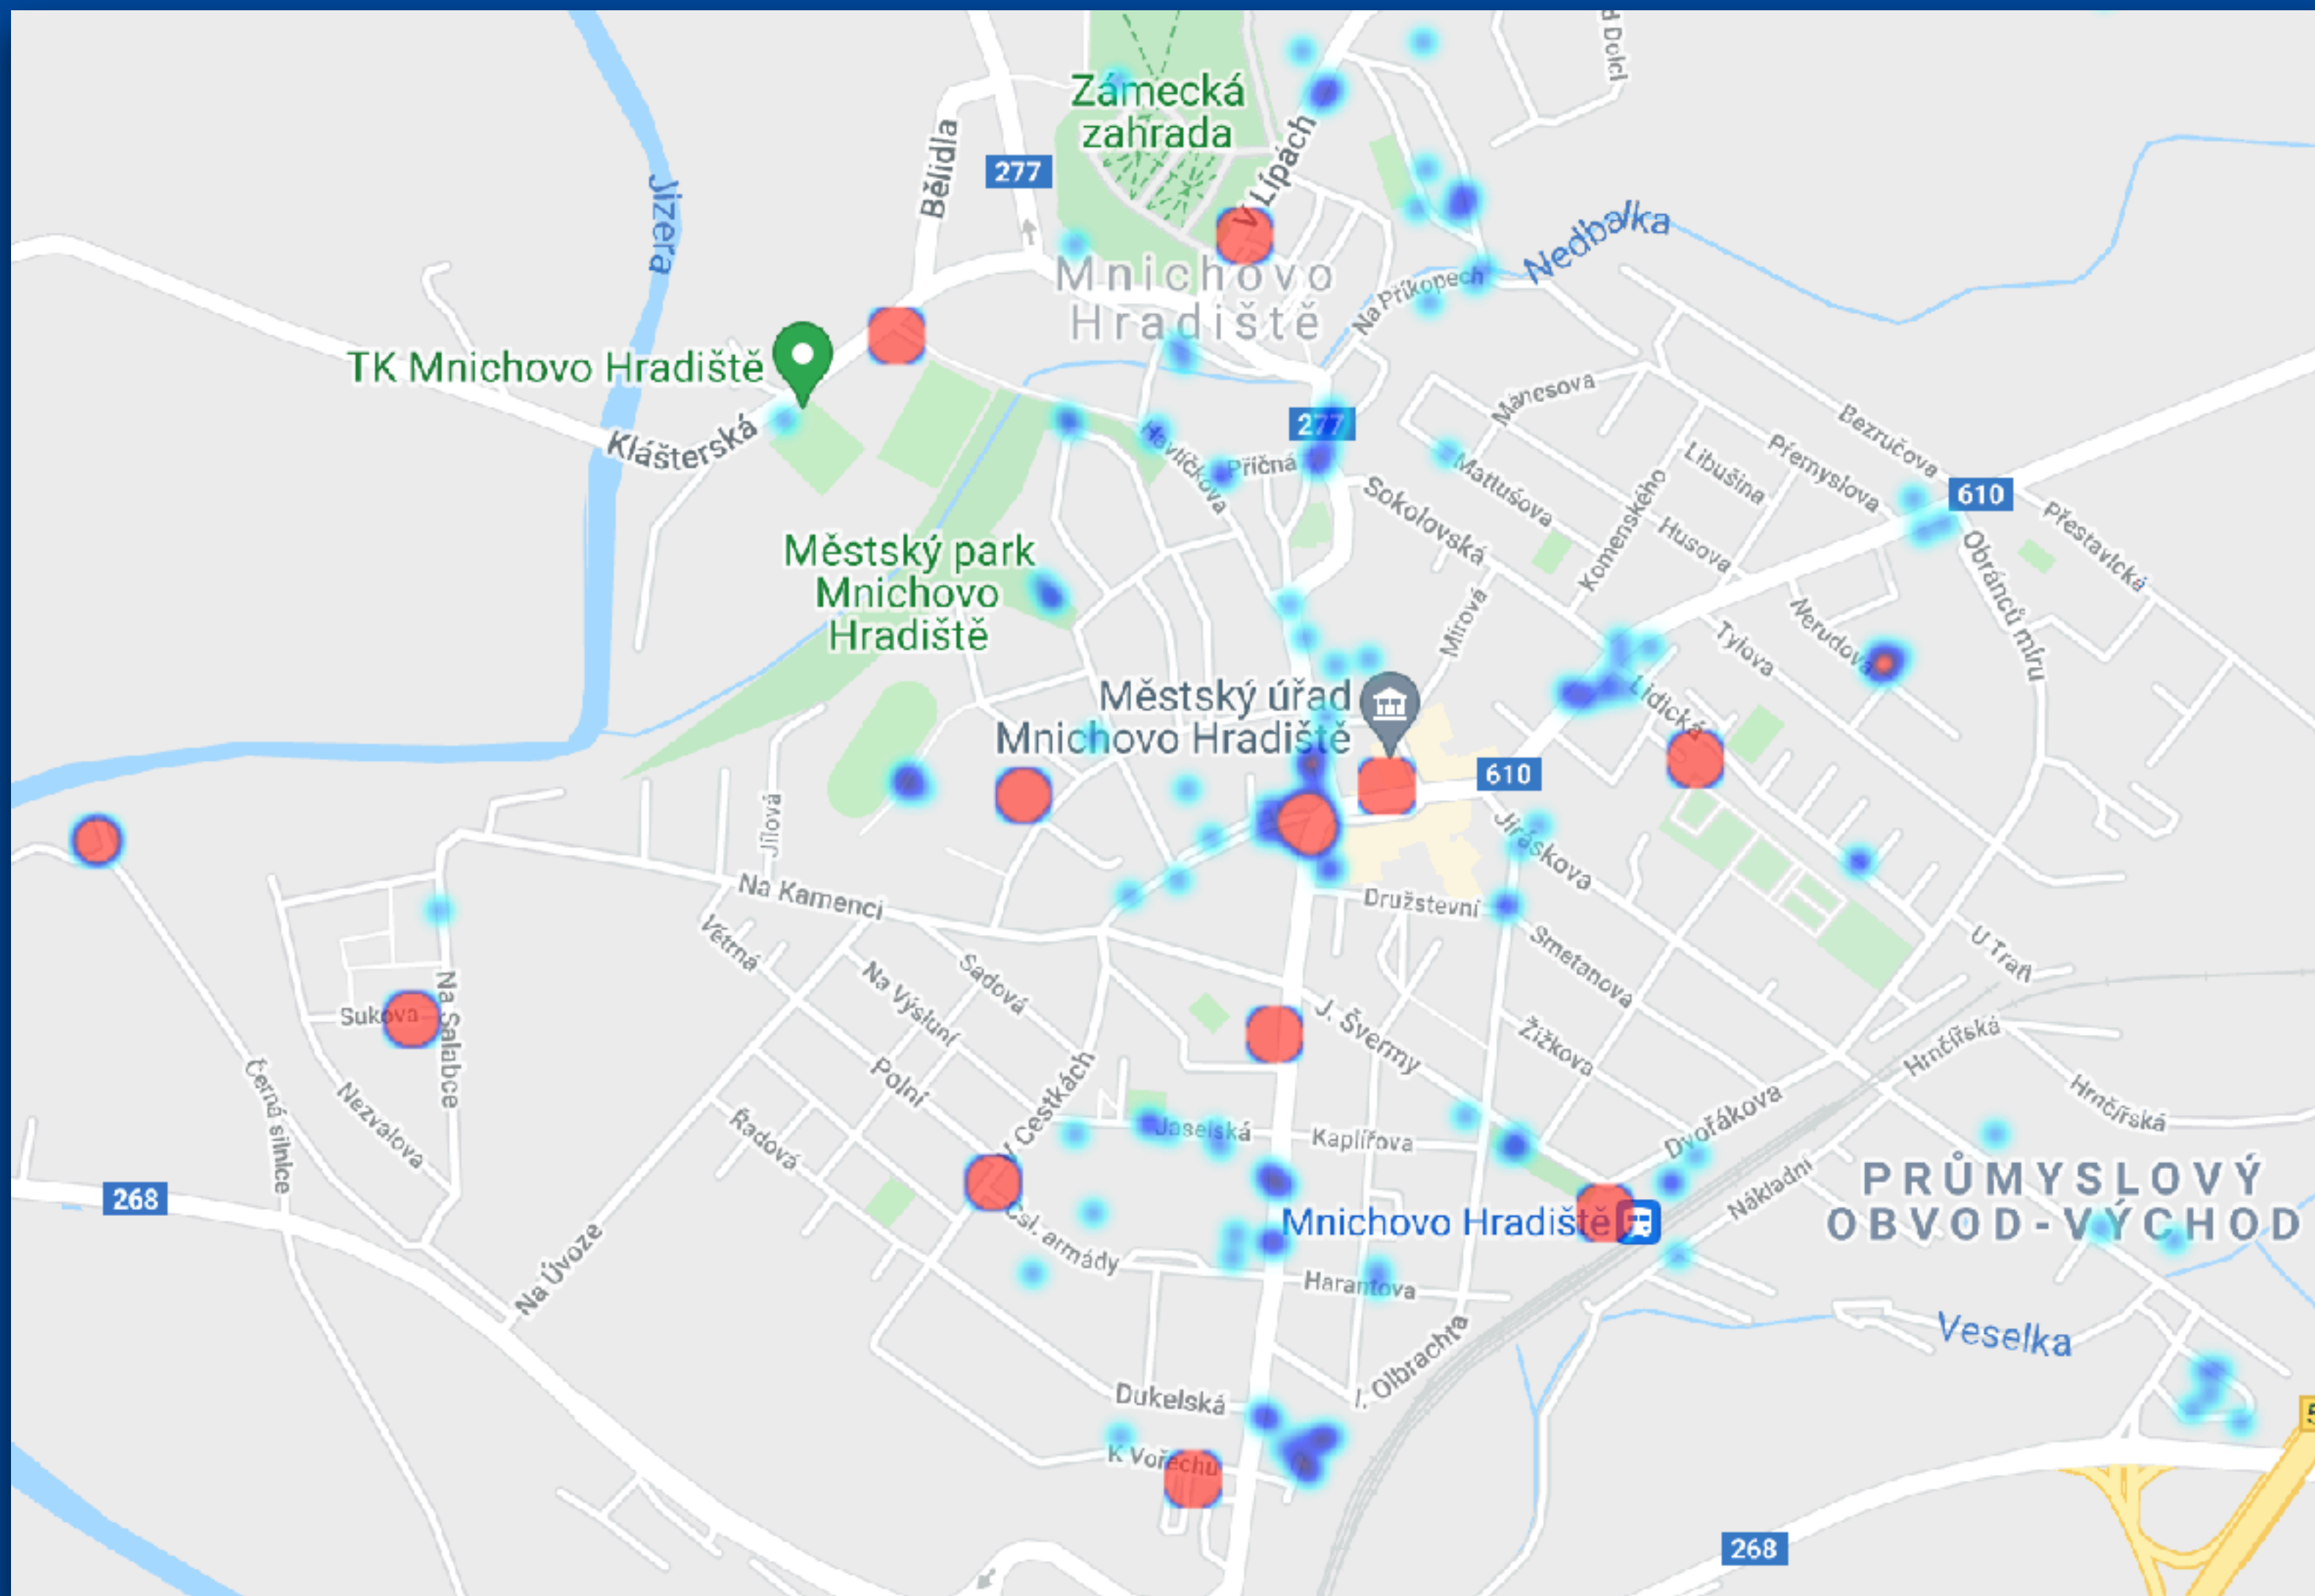 d Dolcí
Zámecká
zahrada
Bělidla
277
V Lípách
Jizera
Nedbalka
Mnichovo
Hradiště
Na Příkopech
TK Mnichovo Hradiště
Klášterská
277
Mánesova
Bezručova
Havlíčkova
Příčná
Mattušova
Libušina
Přemyslova
610
Sokolovská
Komenského
Husova
Přestavlcká
Městský park
Mnichovo
Hradiště
Obránců míru
Mírová
Nerudova
Tylova
Městský úřad
Mnichovo Hradiště
Lidická
610
Jílová
Jiráskova
Na Kamenci
Družstevní
Větrná
Na Výsluní
Sadová
Smetanova
U Trati
Sukova
Na Salabce
J. Švermy
Žižkova
Hrnčířská
Hrnčířská
Černá silnice
Nezvalova
Polní
Řadová
V Cestkách
Jaselská
Kaplířova
Dvořákova
Nákladní
PRŮMYSLOVÝ
OBVOD-VÝCHOD
268
Čsl. armády
Mnichovo Hradiště
Na Úvoze
Harantova
Veselka
I. Olbrachta
Dukelská
K Vořechu
268